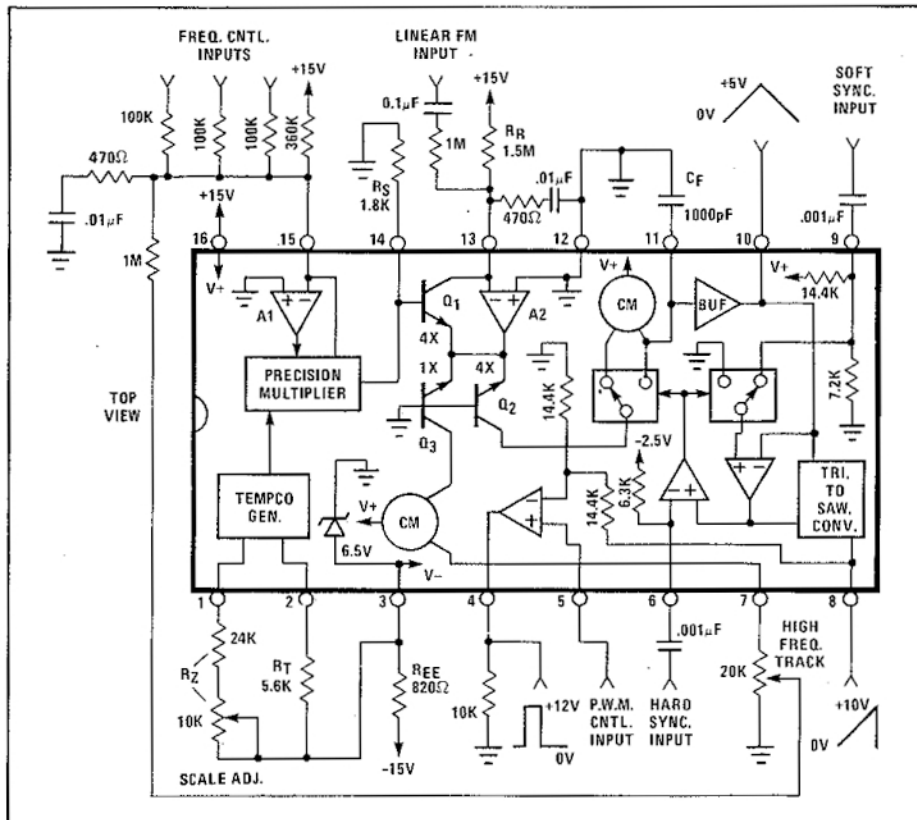 FREQ. CNTL.
INPUTS
+15V
LINEAR FM
INPUT
+15V
+5V
0V
SOFT
SYNC.
INPUT
100K
100K
100K
360K
0.1µF
1M
RR
1.5M
470Ω
.01µF
+15V
1M
RS
1.8K
470Ω
.01µF
CF
1000pF
.001µF
16
15
14
13
12
11
10
9
V+
A1
+ -
Q1
4X
- +
A2
V+
CM
BUF
V+
14.4K
7.2K
PRECISION
MULTIPLIER
1X
4X
Q3
Q2
14.4K
TOP
VIEW
TEMPCO
GEN.
6.5V
V+
CM
V-
-
+
14.4K
-2.5V
6.3K
- +
+ -
TRI.
TO
SAW.
CONV.
1
2
3
4
5
6
7
8
RZ
24K
10K
RT
5.6K
REE
820Ω
-15V
10K
+12V
0V
P.W.M.
CNTL.
INPUT
.001µF
HARD
SYNC.
INPUT
HIGH
FREQ.
TRACK
20K
+10V
0V
SCALE ADJ.